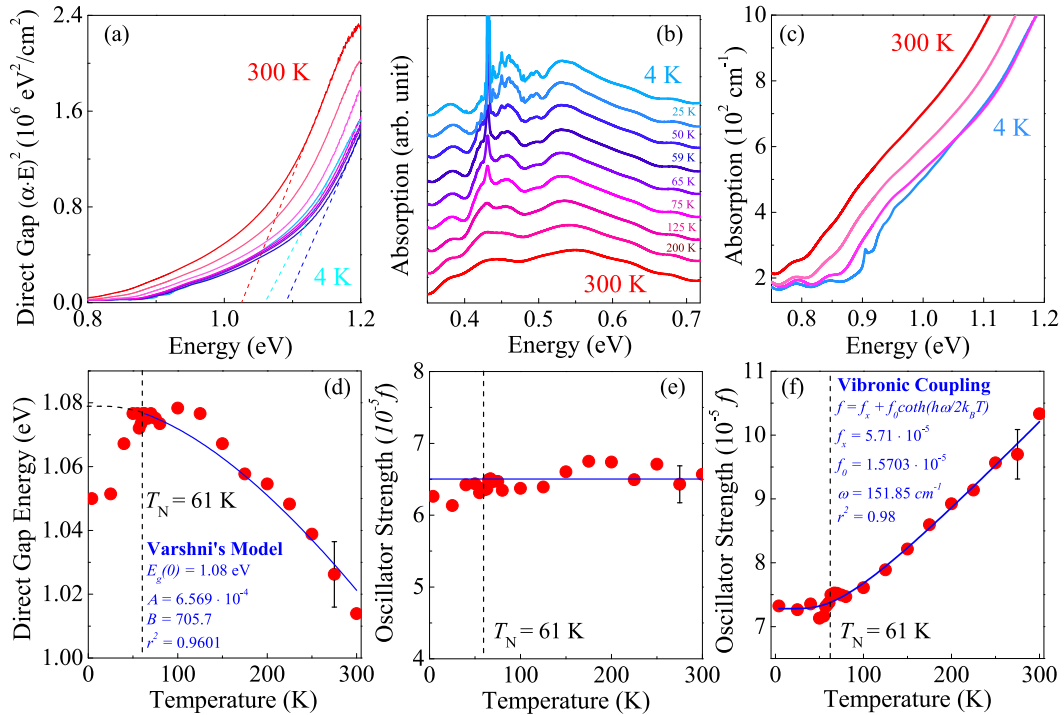 (a)
300 K
4 K
Direct Gap (α·E)² (10⁶ eV²/cm²)
2.4
1.8
1.2
0.6
0.0
0.8
1.0
1.2
Energy (eV)
(b)
4 K
25 K
50 K
59 K
65 K
75 K
125 K
200 K
300 K
Absorption (arb. unit)
0.4
0.5
0.6
0.7
Energy (eV)
(c)
300 K
4 K
Absorption (10² cm⁻¹)
10
8
6
4
2
0.8
0.9
1.0
1.1
1.2
Energy (eV)
(d)
Direct Gap Energy (eV)
1.08
1.06
1.04
1.02
1.00
T_N = 61 K
Varshni's Model
E_g(0) = 1.08 eV
A = 6.569 · 10⁻⁴
B = 705.7
r² = 0.9601
0
50
100
150
200
250
300
Temperature (K)
(e)
Oscillator Strength (10⁻⁵ f)
9
8
7
6
5
4
T_N = 61 K
0
50
100
150
200
250
300
Temperature (K)
(f)
Oscillator Strength (10⁻⁵ f)
11
10
9
8
7
6
Vibronic Coupling
f = f_x + f_0 coth(hω/2k_BT)
f_x = 5.71 · 10⁻⁵
f_0 = 1.5703 · 10⁻⁵
ω = 151.85 cm⁻¹
r² = 0.98
T_N = 61 K
0
50
100
150
200
250
300
Temperature (K)